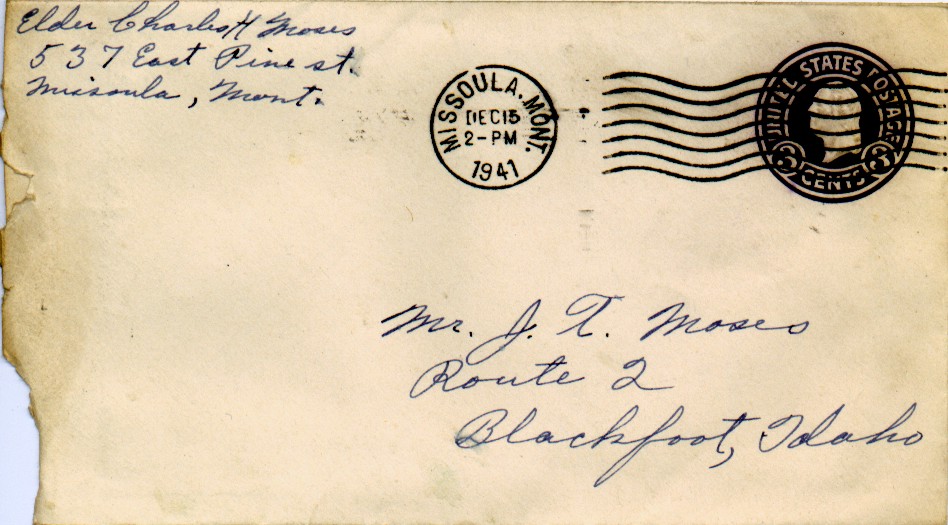 Elder Charles H Moses
537 East Pine st.
Missoula, Mont.
MISSOULA, MONT.
DEC 15
2-PM
1941
UNITED STATES POSTAGE
3 CENTS 3
Mr. J. T. Moses
Route 2
Blackfoot, Idaho